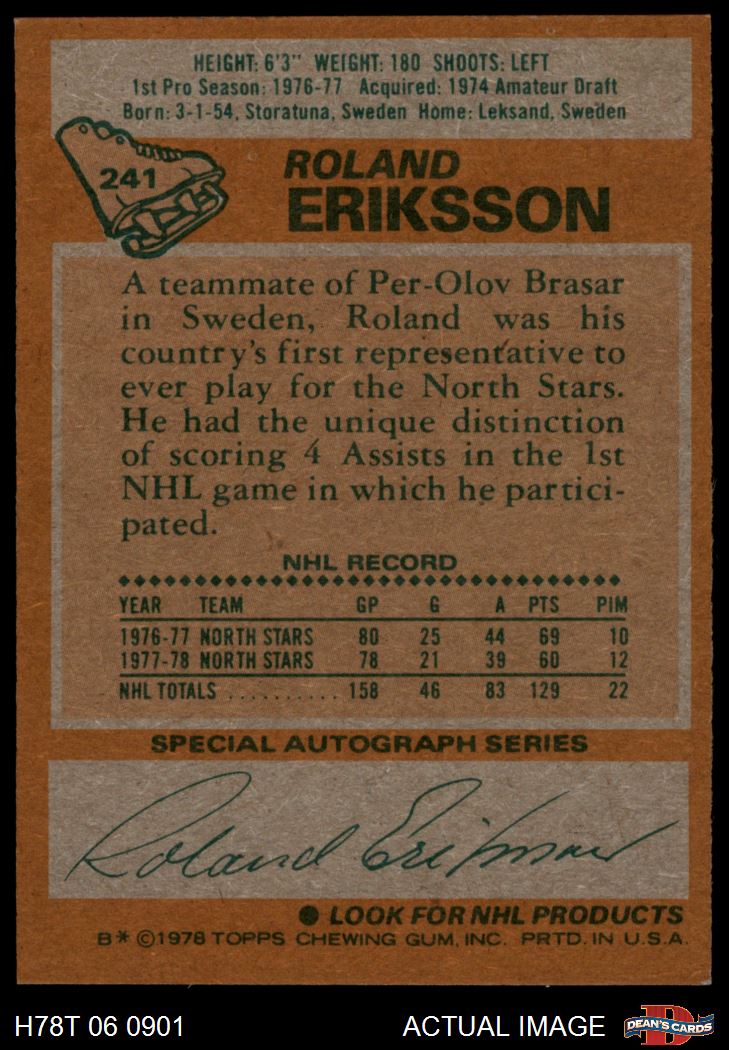 HEIGHT: 6'3" WEIGHT: 180 SHOOTS: LEFT
1st Pro Season: 1976-77 Acquired: 1974 Amateur Draft
Born: 3-1-54, Storatuna, Sweden Home: Leksand, Sweden
241
ROLAND
ERIKSSON
A teammate of Per-Olov Brasar
in Sweden, Roland was his
country's first representative to
ever play for the North Stars.
He had the unique distinction
of scoring 4 Assists in the 1st
NHL game in which he partici-
pated.
NHL RECORD
YEAR TEAM GP G A PTS PIM
1976-77 NORTH STARS 80 25 44 69 10
1977-78 NORTH STARS 78 21 39 60 12
NHL TOTALS .......... 158 46 83 129 22
SPECIAL AUTOGRAPH SERIES
Roland Eriksson
● LOOK FOR NHL PRODUCTS
B* ©1978 TOPPS CHEWING GUM, INC. PRTD. IN U.S.A.
H78T 06 0901 ACTUAL IMAGE
D
DEAN'S CARDS